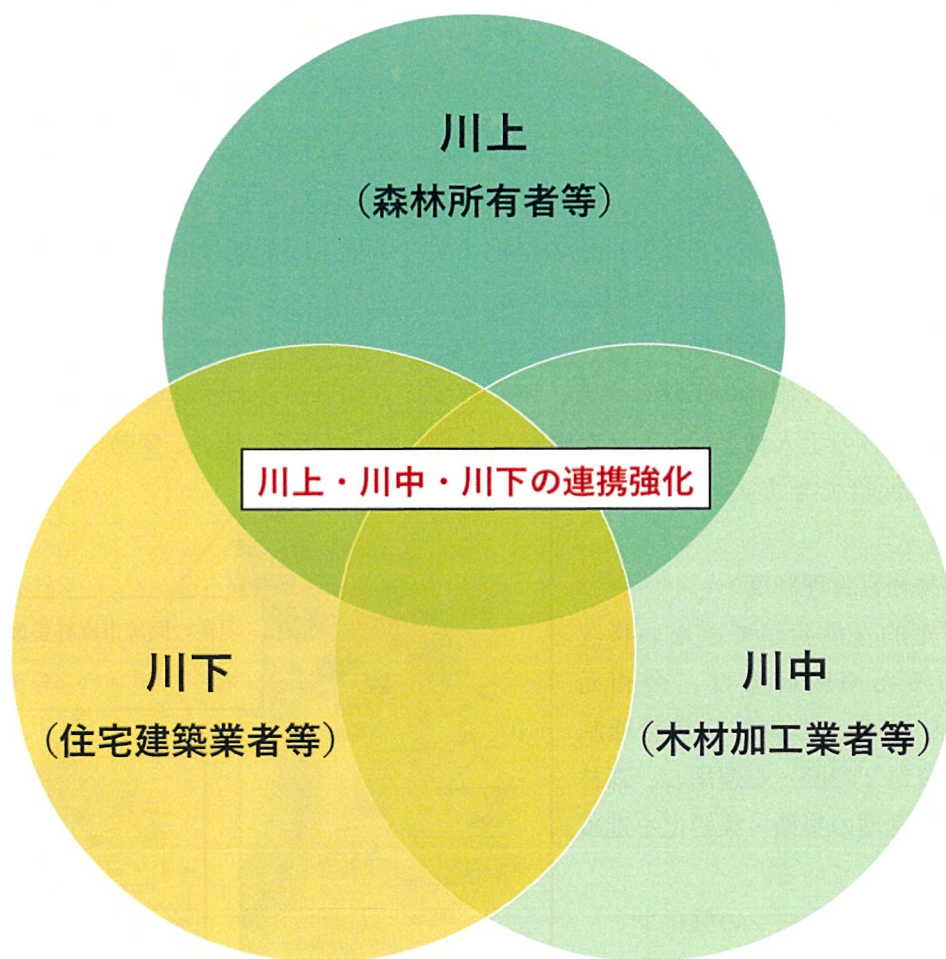 川上
（森林所有者等）
川上・川中・川下の連携強化
川下
（住宅建築業者等）
川中
（木材加工業者等）